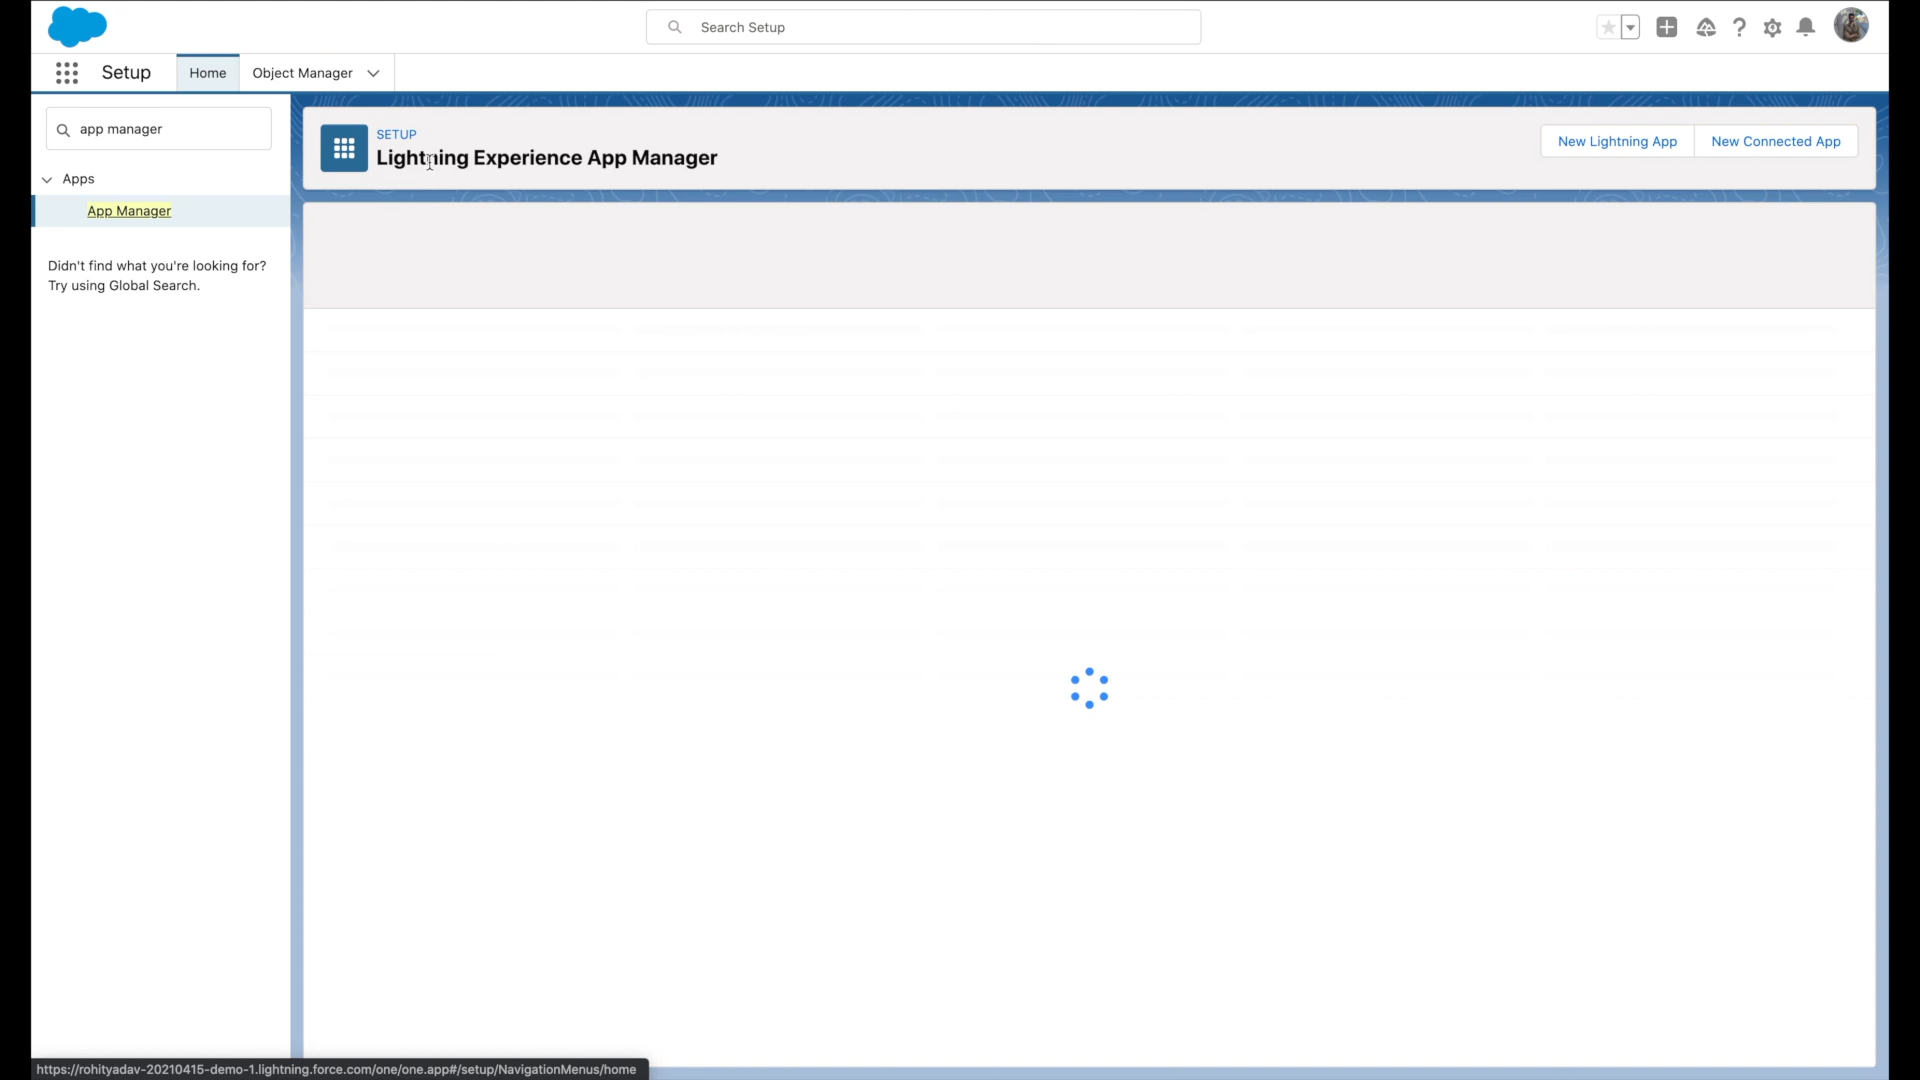 Search Setup
Setup
Home
Object Manager
app manager
Apps
App Manager
Didn't find what you're looking for?
Try using Global Search.
SETUP
Lightning Experience App Manager
New Lightning App
New Connected App
https://rohityadav-20210415-demo-1.lightning.force.com/one/one.app#/setup/NavigationMenus/home